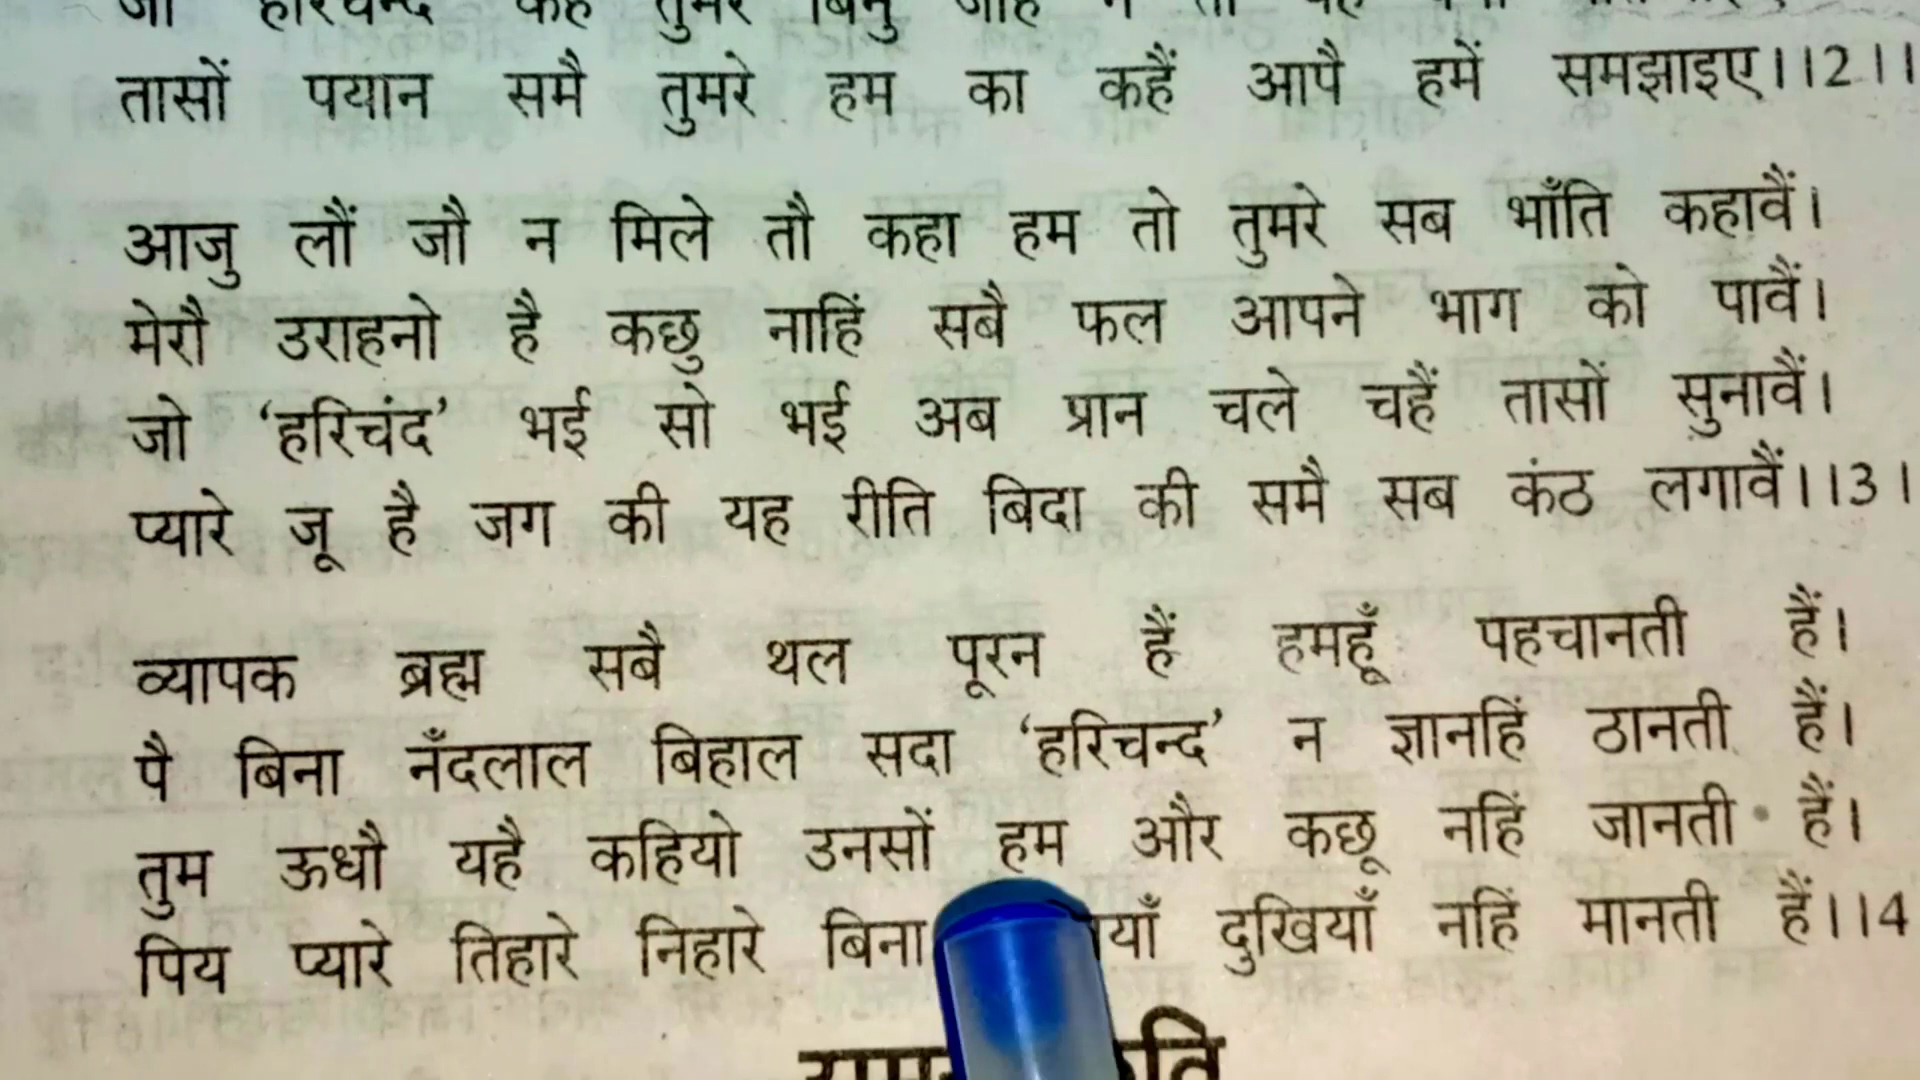 तासों पयान समै तुमरे हम का कहैं आपै हमें समझाइए।।2।।
आजु लौं जौ न मिले तौ कहा हम तो तुमरे सब भाँति कहावैं।
मेरौ उराहनो है कछु नाहिं सबै फल आपने भाग को पावैं।
जो ‘हरिचंद’ भई सो भई अब प्रान चले चहैं तासों सुनावैं।
प्यारे जू है जग की यह रीति बिदा की समै सब कंठ लगावैं।।3।
व्यापक ब्रह्म सबै थल पूरन हैं हमहूँ पहचानती हैं।
पै बिना नँदलाल बिहाल सदा ‘हरिचन्द’ न ज्ञानहिं ठानती हैं।
तुम ऊधौ यहै कहियो उनसों हम और कछू नहिं जानती हैं।
पिय प्यारे तिहारे निहारे बिना दुखियाँ नहिं मानती हैं।।4